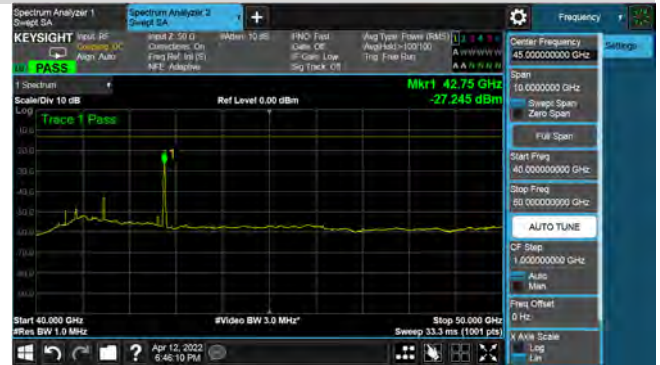 Spectrum Analyzer 1
Swept SA
Spectrum Analyzer 2
Swept SA
+
Frequency
KEYSIGHT
Input: RF
Coupling: DC
Align: Auto
Input Z: 50 Ω
Corrections: On
Freq Ref: Int (S)
NFE: Adaptive
#Atten: 10 dB
PNO: Fast
Gate: Off
IF Gain: Low
Sig Track: Off
Avg Type: Power (RMS)
Avg|Hold:>100/100
Trig: Free Run
PASS
1 Spectrum
Scale/Div 10 dB
Ref Level 0.00 dBm
Mkr1 42.75 GHz
-27.245 dBm
Log
Trace 1 Pass
Start 40.000 GHz
#Res BW 1.0 MHz
#Video BW 3.0 MHz*
Stop 50.000 GHz
Sweep 33.3 ms (1001 pts)
Apr 12, 2022
6:46:10 PM
Center Frequency
45.000000000 GHz
Settings
Span
10.0000000 GHz
Swept Span
Zero Span
Full Span
Start Freq
40.000000000 GHz
Stop Freq
AUTO TUNE
CF Step
1.000000000 GHz
Auto
Man
Freq Offset
0 Hz
X Axis Scale
Log
Lin